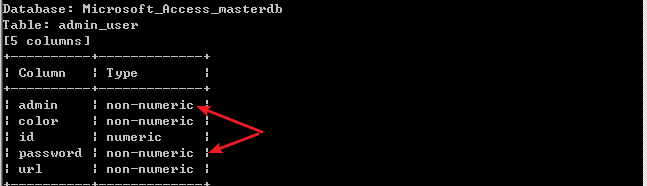 Database: Microsoft_Access_masterdb
Table: admin_user
[5 columns]
+----------+-------------+
¦ Column   ¦ Type        ¦
+----------+-------------+
¦ admin    ¦ non-numeric ¦
¦ color    ¦ non-numeric ¦
¦ id       ¦ numeric     ¦
¦ password ¦ non-numeric ¦
¦ url      ¦ non-numeric ¦
+----------+-------------+